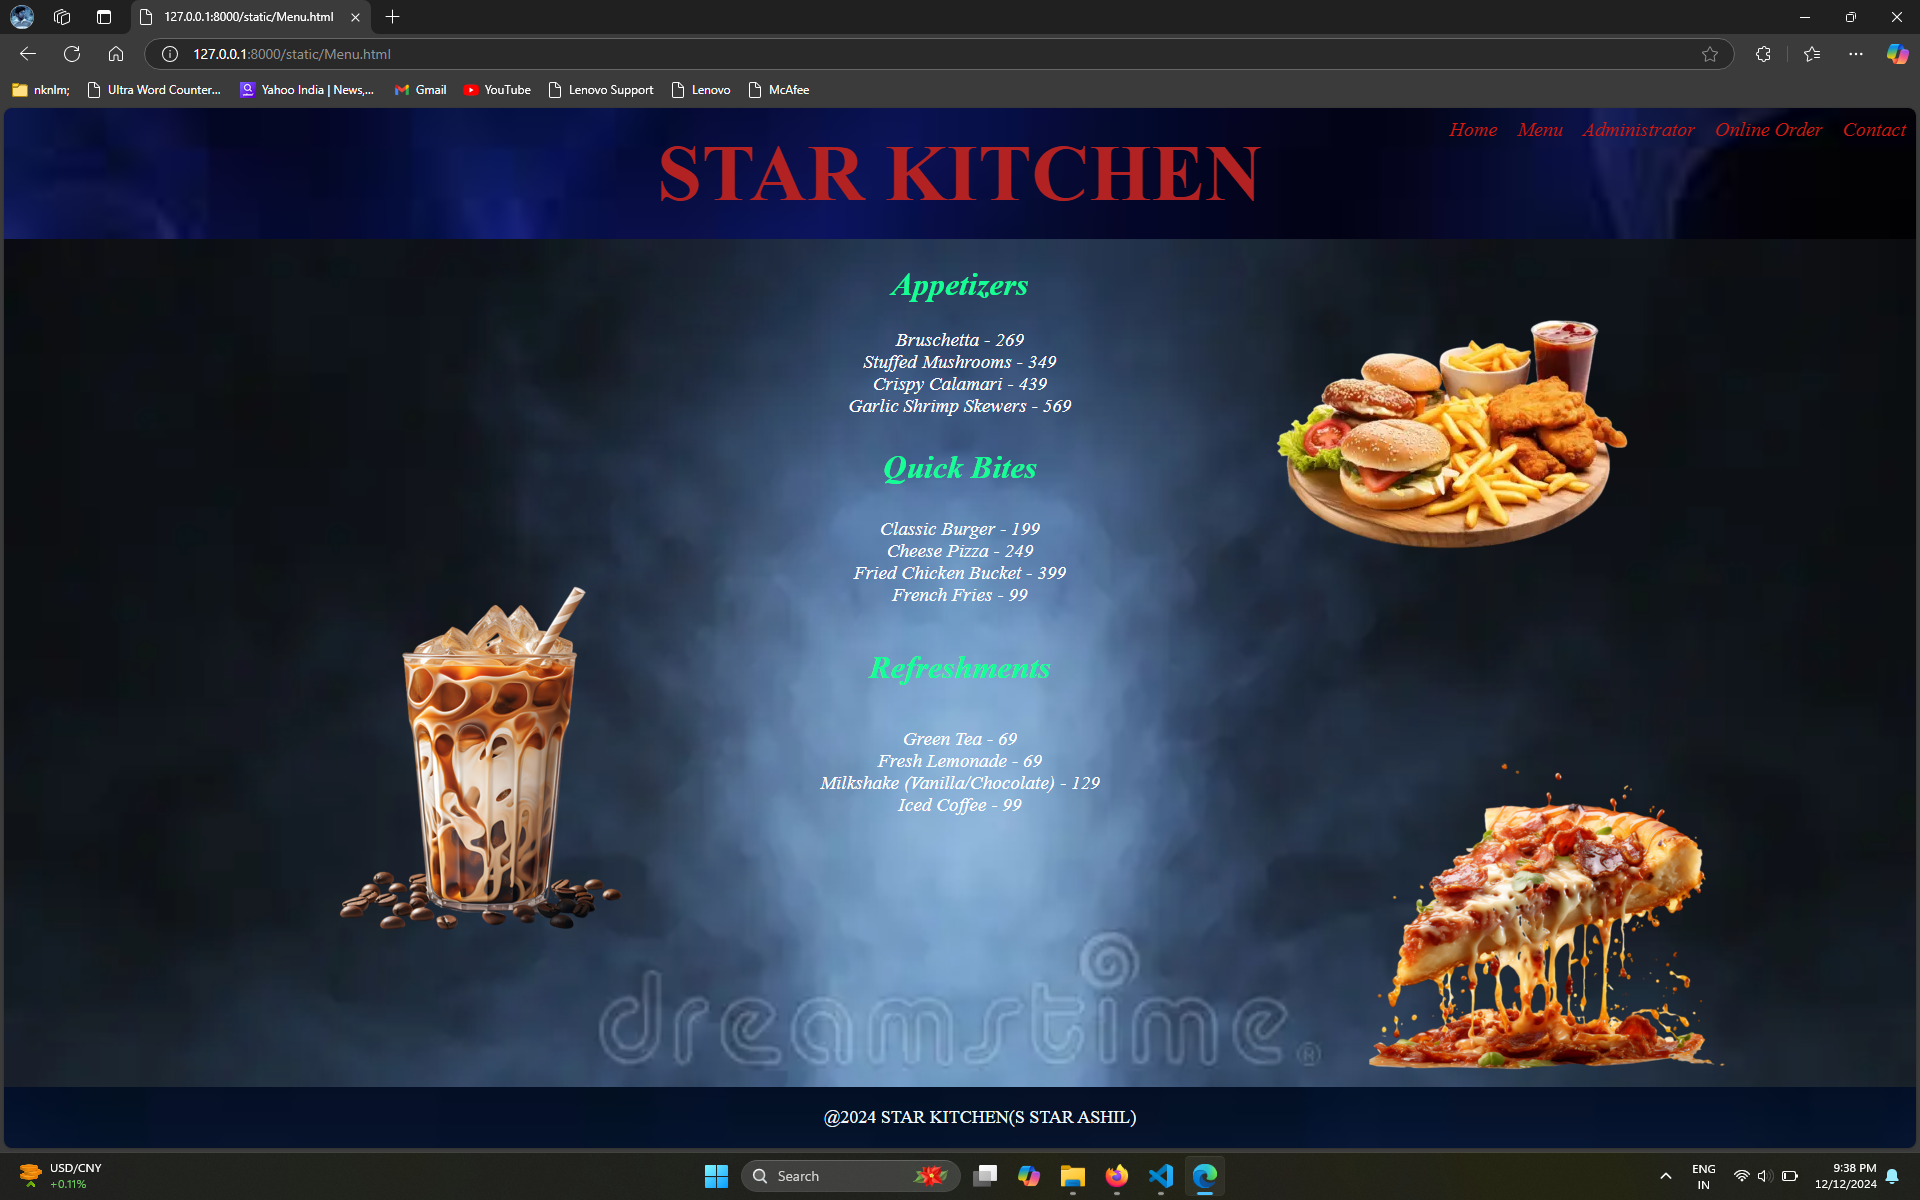 127.0.0.1:8000/static/Menu.html
127.0.0.1:8000/static/Menu.html
nknlm; Ultra Word Counter... Yahoo India | News,... Gmail YouTube Lenovo Support Lenovo McAfee
Home Menu Administrator Online Order Contact
STAR KITCHEN
Appetizers
Bruschetta - 269
Stuffed Mushrooms - 349
Crispy Calamari - 439
Garlic Shrimp Skewers - 569
Quick Bites
Classic Burger - 199
Cheese Pizza - 249
Fried Chicken Bucket - 399
French Fries - 99
Refreshments
Green Tea - 69
Fresh Lemonade - 69
Milkshake (Vanilla/Chocolate) - 129
Iced Coffee - 99
dreamstime®
@2024 STAR KITCHEN(S STAR ASHIL)
USD/CNY
+0.11%
Search
ENG
IN
9:38 PM
12/12/2024